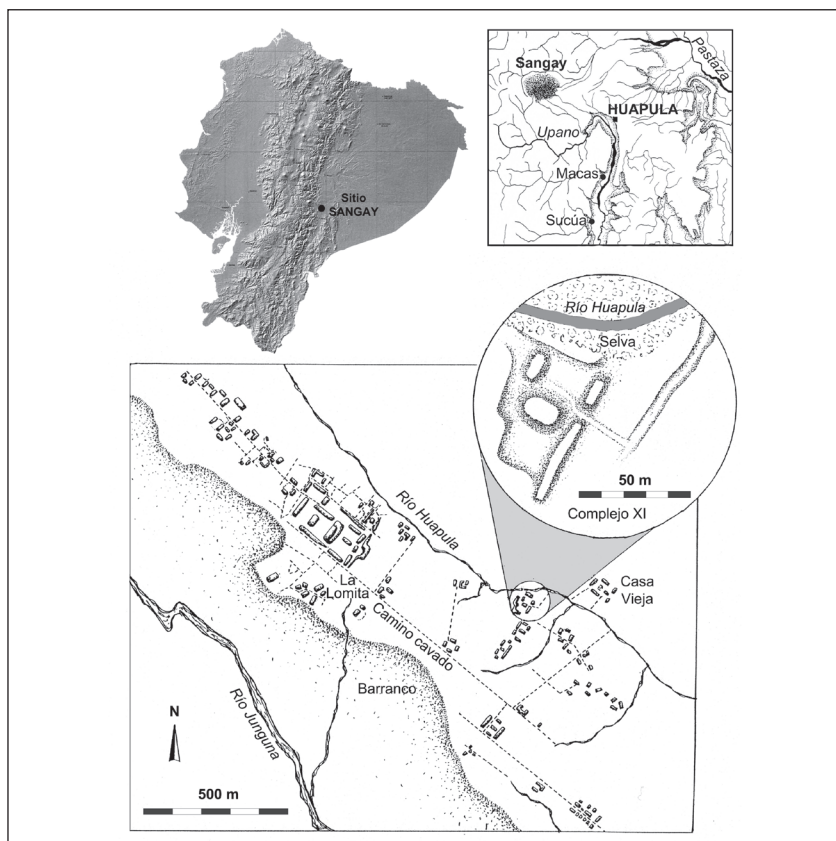 Sitio
SANGAY
Sangay
Pastaza
HUAPULA
Upano
Macas
Sucúa
Río Huapula
Selva
50 m
Complejo XI
Río Huapula
La
Lomita
Camino cavado
Casa
Vieja
Barranco
Río Junguna
N
500 m